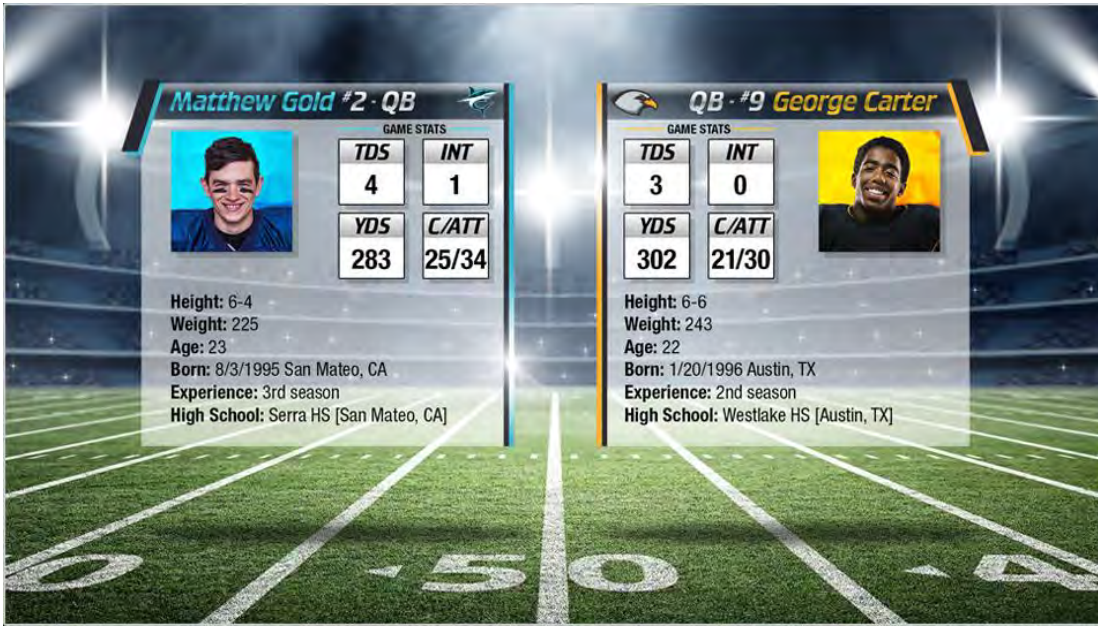 Matthew Gold #2 · QB
GAME STATS
TDS INT
4 1
YDS C/ATT
283 25/34
Height: 6-4
Weight: 225
Age: 23
Born: 8/3/1995 San Mateo, CA
Experience: 3rd season
High School: Serra HS [San Mateo, CA]
QB · #9 George Carter
GAME STATS
TDS INT
3 0
YDS C/ATT
302 21/30
Height: 6-6
Weight: 243
Age: 22
Born: 1/20/1996 Austin, TX
Experience: 2nd season
High School: Westlake HS [Austin, TX]
50